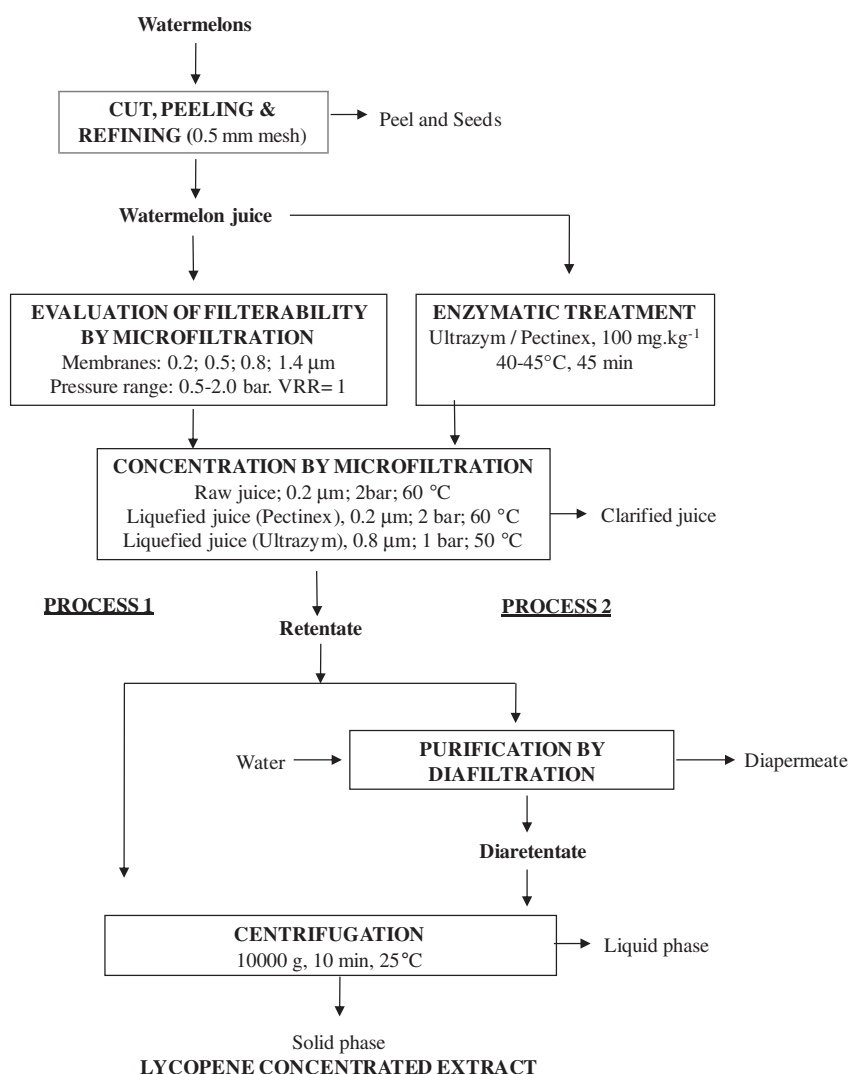 Watermelons
CUT, PEELING &
REFINING (0.5 mm mesh)
Peel and Seeds
Watermelon juice
EVALUATION OF FILTERABILITY
BY MICROFILTRATION
Membranes: 0.2; 0.5; 0.8; 1.4 μm
Pressure range: 0.5-2.0 bar. VRR= 1
ENZYMATIC TREATMENT
Ultrazym / Pectinex, 100 mg.kg⁻¹
40-45°C, 45 min
CONCENTRATION BY MICROFILTRATION
Raw juice; 0.2 μm; 2bar; 60 °C
Liquefied juice (Pectinex), 0.2 μm; 2 bar; 60 °C
Liquefied juice (Ultrazym), 0.8 μm; 1 bar; 50 °C
Clarified juice
PROCESS 1
PROCESS 2
Retentate
Water
PURIFICATION BY
DIAFILTRATION
Diapermeate
Diaretentate
CENTRIFUGATION
10000 g, 10 min, 25°C
Liquid phase
Solid phase
LYCOPENE CONCENTRATED EXTRACT